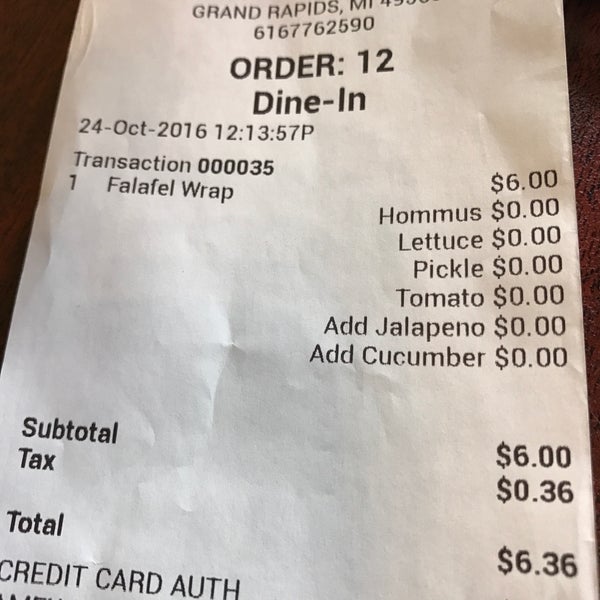 GRAND RAPIDS, MI
6167762590
ORDER: 12
Dine-In
24-Oct-2016 12:13:57P
Transaction 000035
1 Falafel Wrap $6.00
Hommus $0.00
Lettuce $0.00
Pickle $0.00
Tomato $0.00
Add Jalapeno $0.00
Add Cucumber $0.00
Subtotal $6.00
Tax $0.36
Total $6.36
CREDIT CARD AUTH